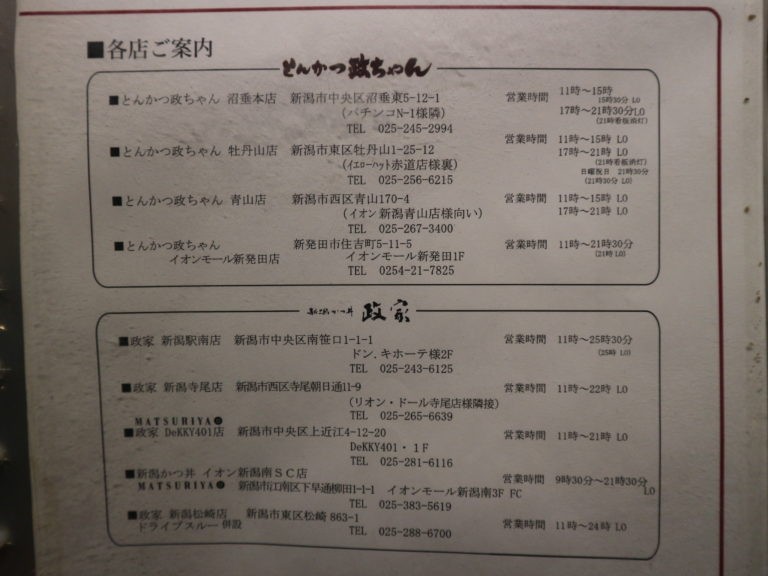 ■各店ご案内
とんかつ政ちゃん
■とんかつ政ちゃん 沼垂本店 新潟市中央区沼垂東5-12-1 営業時間 11時〜15時
15時30分 LO
(パチンコN-1様隣) 17時〜21時30分LO
(21時看板消灯)
TEL 025-245-2994
営業時間 11時〜15時 LO
■とんかつ政ちゃん 牡丹山店 新潟市東区牡丹山1-25-12 17時〜21時 LO
(21時看板消灯)
(イエローハット赤道店様裏) 日曜祝日 21時30分
TEL 025-256-6215 (21時30分 LO)
■とんかつ政ちゃん 青山店 新潟市西区青山170-4 営業時間 11時〜15時 LO
(イオン新潟青山店様向い) 17時〜21時 LO
TEL 025-267-3400
■とんかつ政ちゃん 新発田市住吉町5-11-5 営業時間 11時〜21時30分
(21時 LO)
イオンモール新発田店 イオンモール新発田1F
TEL 0254-21-7825
新潟かつ丼 政家
■政家 新潟駅南店 新潟市中央区南笹口1-1-1 営業時間 11時〜25時30分
(25時 LO)
ドン.キホーテ様2F
TEL 025-243-6125
■政家 新潟寺尾店 新潟市西区寺尾朝日通11-9 営業時間 11時〜22時 LO
(リオン・ドール寺尾店様隣接)
TEL 025-265-6639
MATSURIYA
■政家 DeKKY401店 新潟市中央区上近江4-12-20 営業時間 11時〜21時 LO
DeKKY401・1F
TEL 025-281-6116
■新潟かつ丼 イオン新潟南SC店 営業時間 9時30分〜21時30分
LO
MATSURIYA 新潟市江南区下早通柳田1-1-1 イオンモール新潟南3F FC
TEL 025-383-5619
■政家 新潟松崎店 新潟市東区松崎863-1 営業時間 11時〜24時 LO
ドライブスルー併設
TEL 025-288-6700